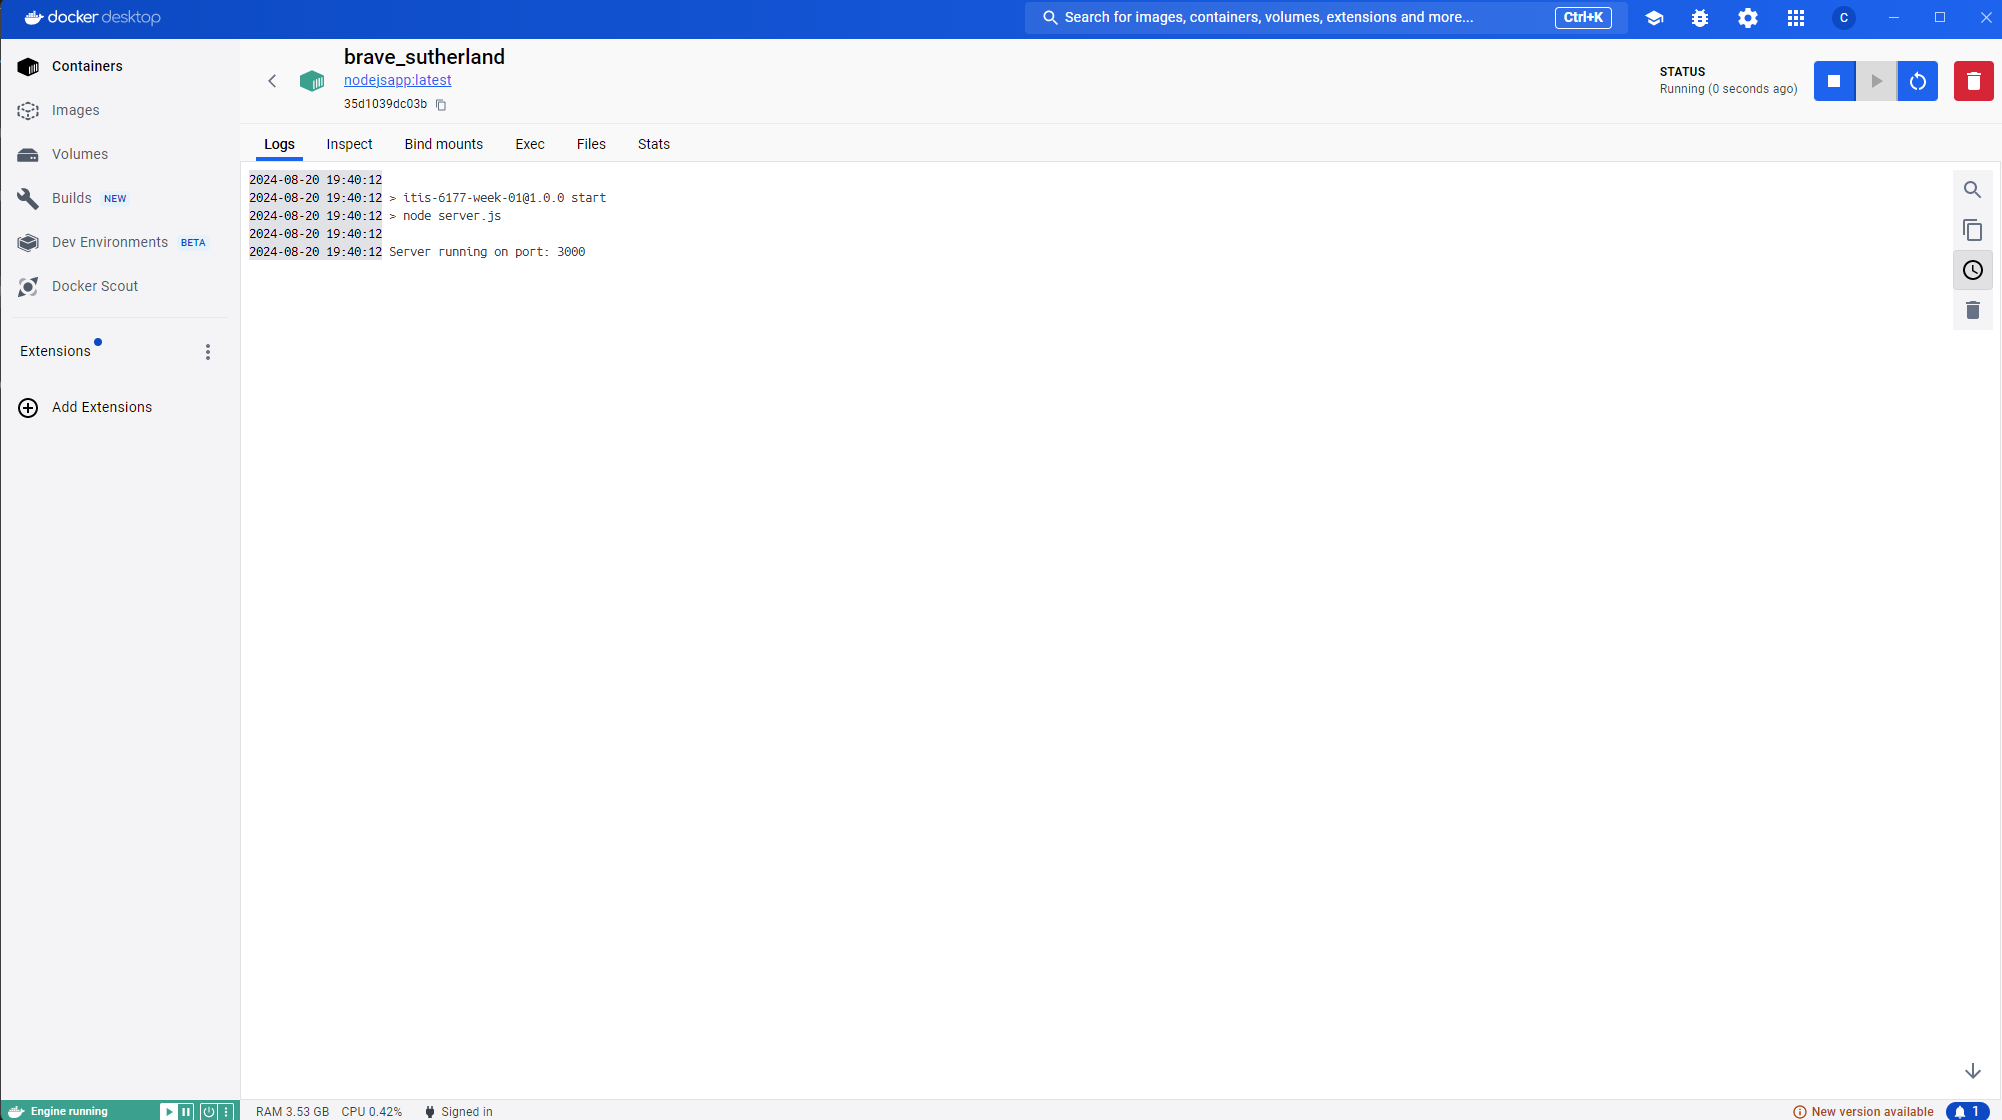 docker desktop
Search for images, containers, volumes, extensions and more...
Ctrl+K
C
Containers
Images
Volumes
Builds NEW
Dev Environments BETA
Docker Scout
Extensions
Add Extensions
brave_sutherland
nodejsapp:latest
35d1039dc03b
STATUS
Running (0 seconds ago)
Logs Inspect Bind mounts Exec Files Stats
2024-08-20 19:40:12
2024-08-20 19:40:12 > itis-6177-week-01@1.0.0 start
2024-08-20 19:40:12 > node server.js
2024-08-20 19:40:12
2024-08-20 19:40:12 Server running on port: 3000
Engine running
RAM 3.53 GB CPU 0.42% Signed in
New version available
1